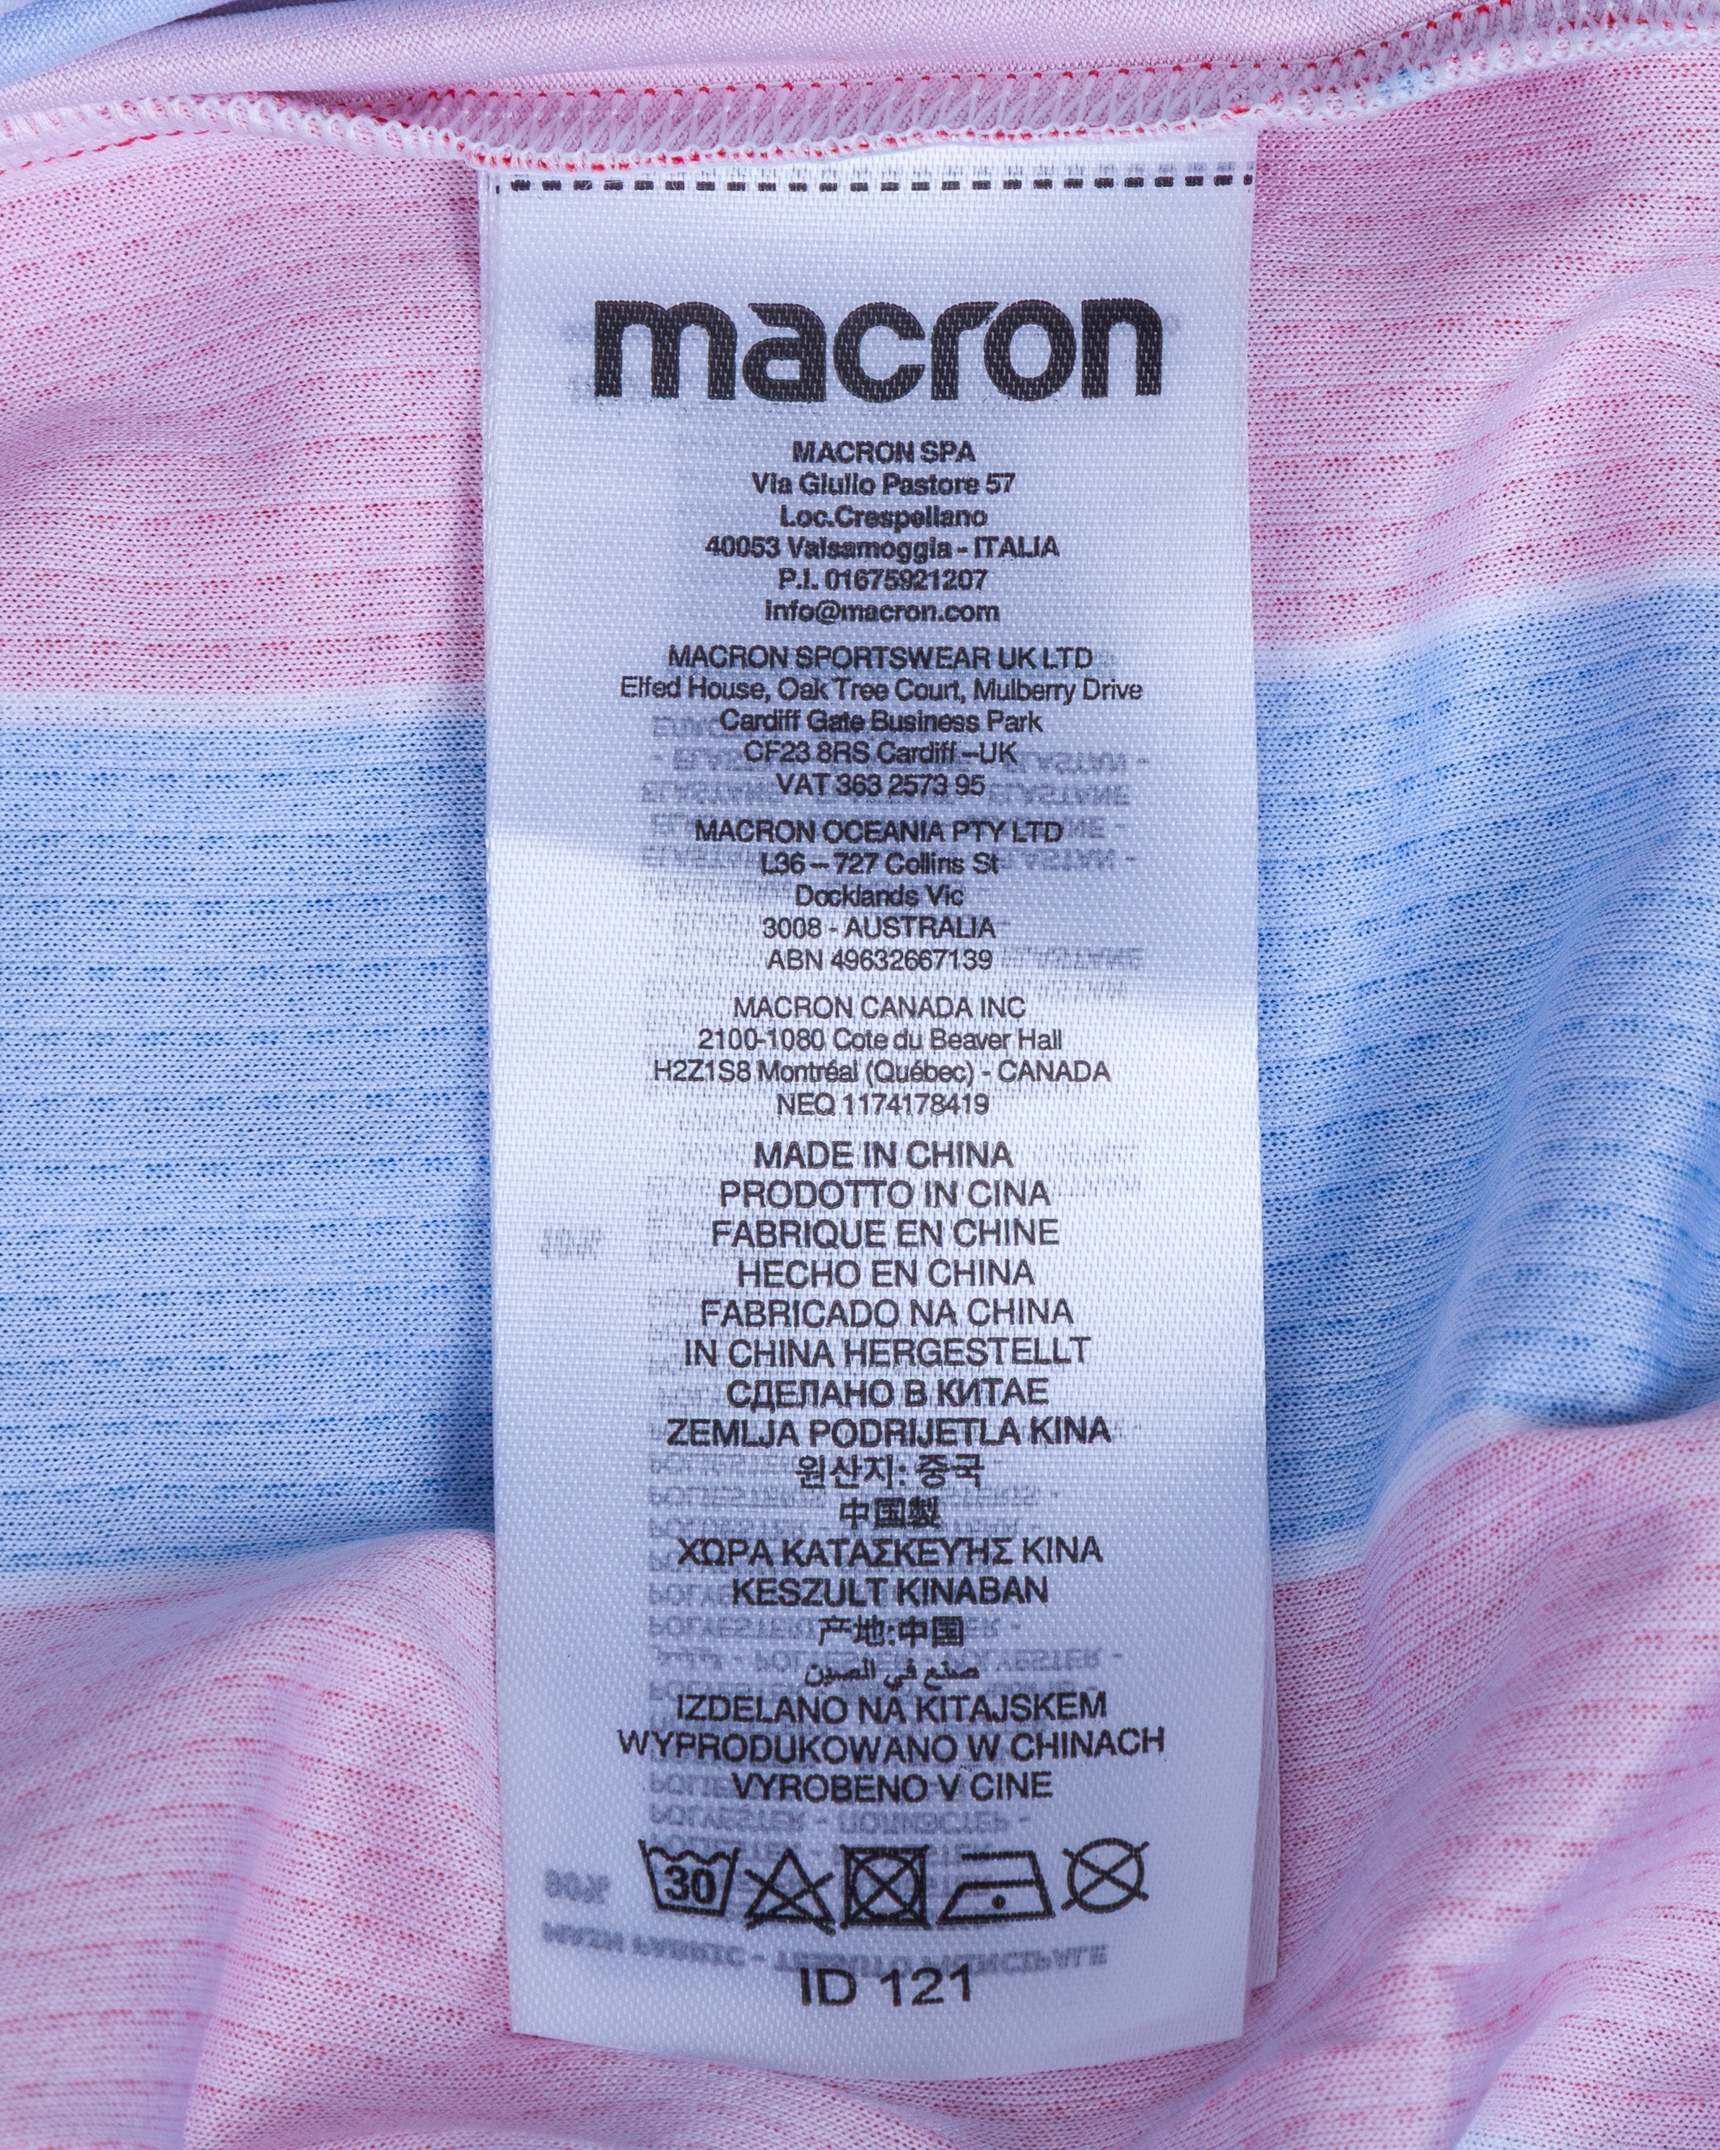 macron
MACRON SPA
Via Giulio Pastore 57
Loc.Crespellano
40053 Valsamoggia - ITALIA
P.I. 01675921207
info@macron.com
MACRON SPORTSWEAR UK LTD
Elfed House, Oak Tree Court, Mulberry Drive
Cardiff Gate Business Park
CF23 8RS Cardiff –UK
VAT 363 2573 95
MACRON OCEANIA PTY LTD
L36 – 727 Collins St
Docklands Vic
3008 - AUSTRALIA
ABN 49632667139
MACRON CANADA INC
2100-1080 Cote du Beaver Hall
H2Z1S8 Montréal (Québec) - CANADA
NEQ 1174178419
MADE IN CHINA
PRODOTTO IN CINA
FABRIQUE EN CHINE
HECHO EN CHINA
FABRICADO NA CHINA
IN CHINA HERGESTELLT
СДЕЛАНО В КИТАЕ
ZEMLJA PODRIJETLA KINA
원산지: 중국
中国製
ΧΩΡΑ ΚΑΤΑΣΚΕΥΗΣ ΚΙΝΑ
KESZULT KINABAN
产地:中国
صنع في الصين
IZDELANO NA KITAJSKEM
WYPRODUKOWANO W CHINACH
VYROBENO V CINE
30
ID 121